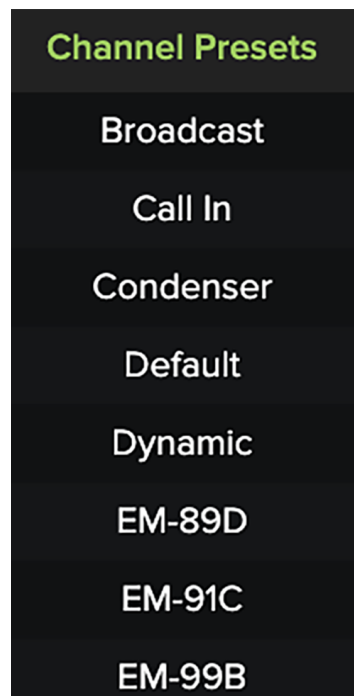 Channel Presets
Broadcast
Call In
Condenser
Default
Dynamic
EM-89D
EM-91C
EM-99B